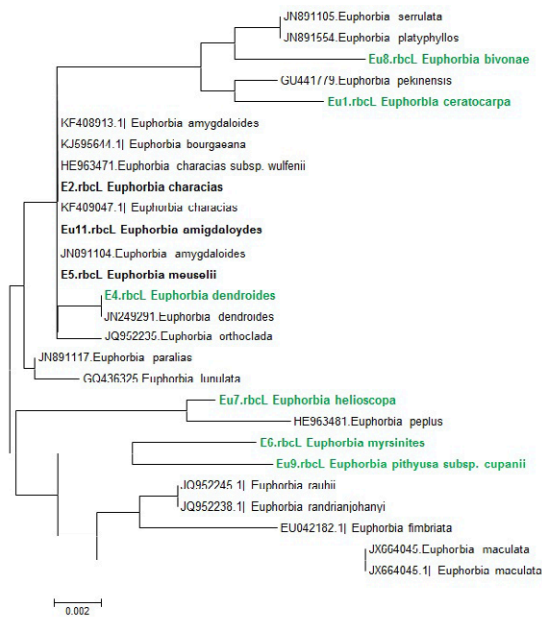 JN891105.Euphorbia serrulata
JN891554.Euphorbia platyphyllos
Eu8.rbcL Euphorbia bivonae
GU441779.Euphorbia pekinensis
Eu1.rbcL Euphorbia ceratocarpa
KF408913.1| Euphorbia amygdaloides
KJ595644.1| Euphorbia bourgaeana
HE963471.Euphorbia characias subsp. wulfenii
E2.rbcL Euphorbia characias
KF409047.1| Euphorbia characias
Eu11.rbcL Euphorbia amigdaloydes
JN891104.Euphorbia amygdaloides
E5.rbcL Euphorbia meuselii
E4.rbcL Euphorbia dendroides
JN249291.Euphorbia dendroides
JQ952235.Euphorbia orthoclada
JN891117.Euphorbia paralias
GQ436325.Euphorbia lunulata
Eu7.rbcL Euphorbia helioscopa
HE963481.Euphorbia peplus
E6.rbcL Euphorbia myrsinites
Eu9.rbcL Euphorbia pithyusa subsp. cupanii
JQ952245.1| Euphorbia rauhii
JQ952238.1| Euphorbia randrianjohanyi
EU042182.1| Euphorbia fimbriata
JX664045.Euphorbia maculata
JX664045.1| Euphorbia maculata
0.002